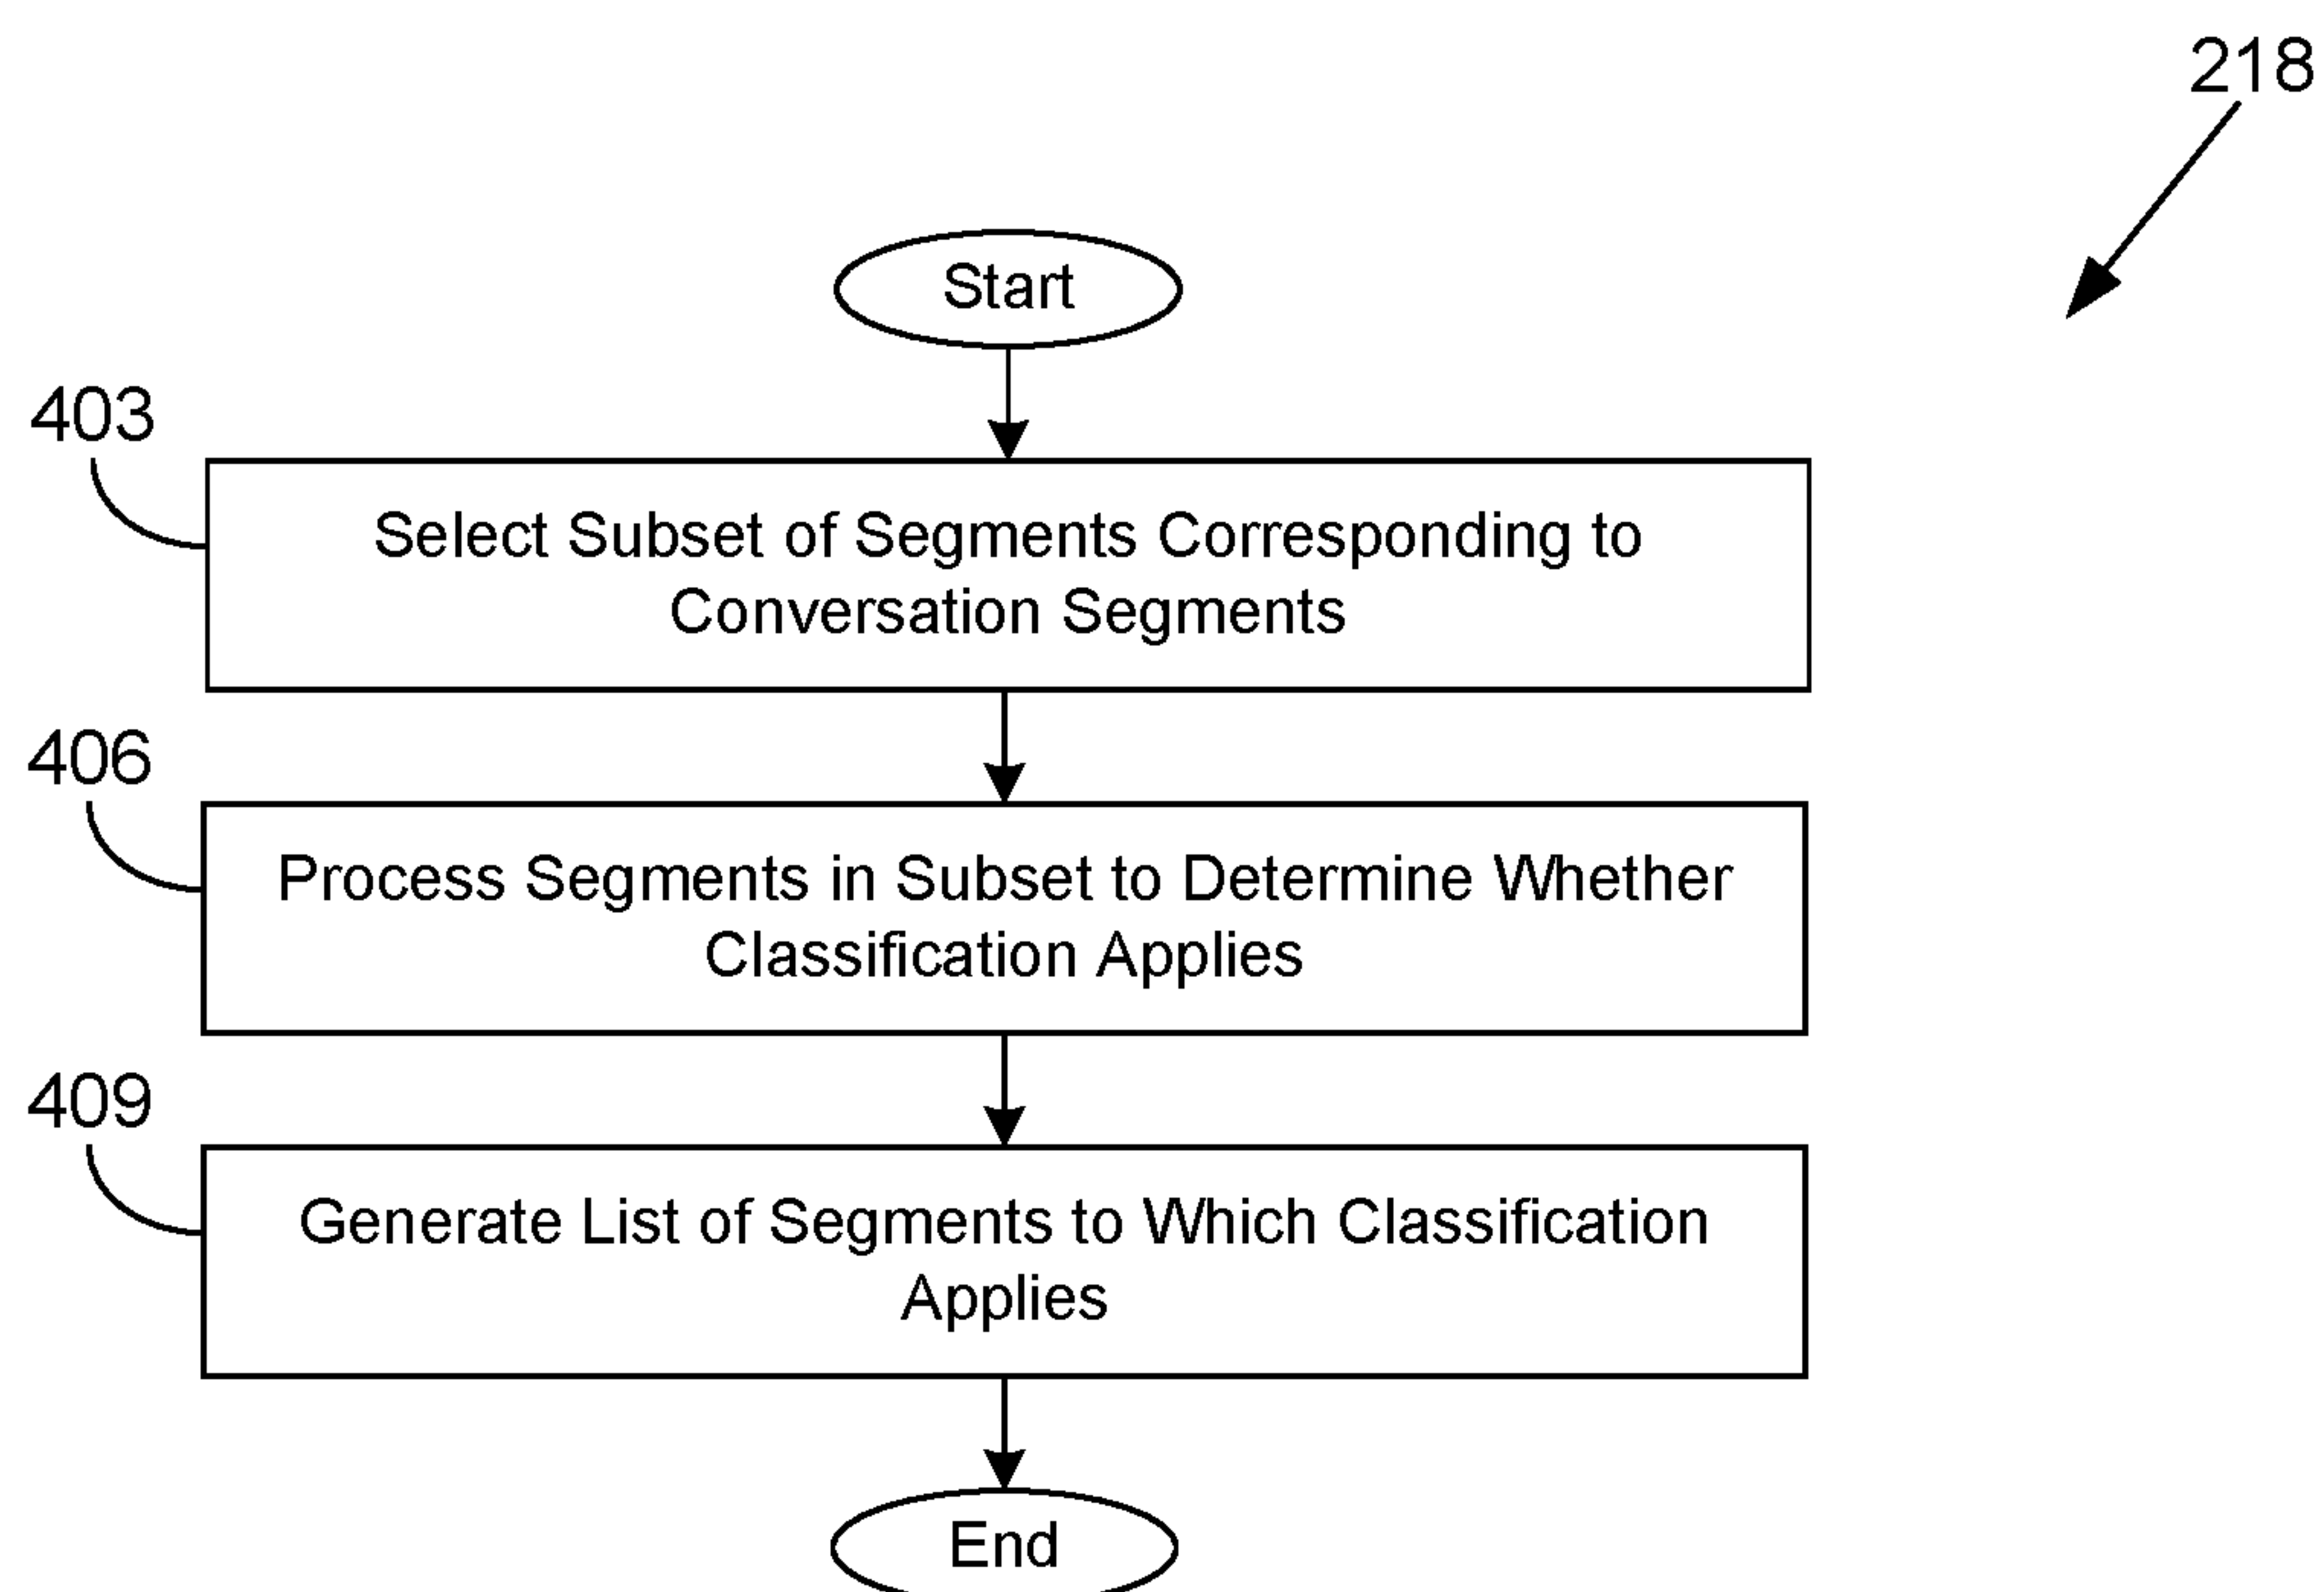 218
Start
403
Select Subset of Segments Corresponding to
Conversation Segments
406
Process Segments in Subset to Determine Whether
Classification Applies
409
Generate List of Segments to Which Classification
Applies
End